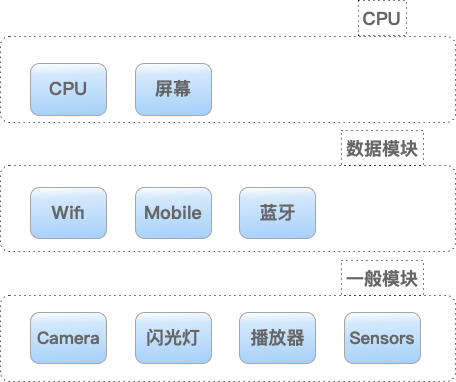 CPU
CPU 屏幕
数据模块
Wifi Mobile 蓝牙
一般模块
Camera 闪光灯 播放器 Sensors